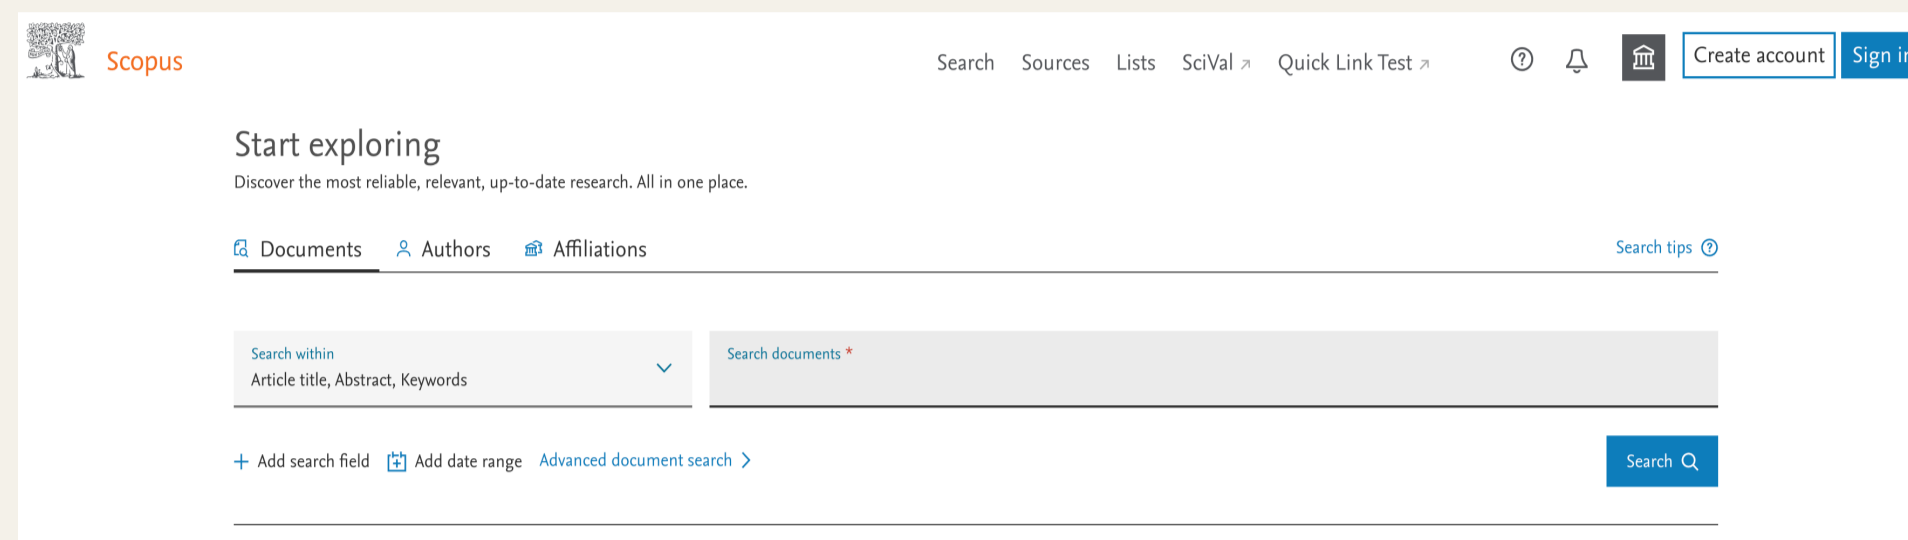 Scopus
Search Sources Lists SciVal Quick Link Test Create account Sign in
Start exploring
Discover the most reliable, relevant, up-to-date research. All in one place.
Documents Authors Affiliations Search tips
Search within
Article title, Abstract, Keywords
Search documents *
Add search field Add date range Advanced document search Search